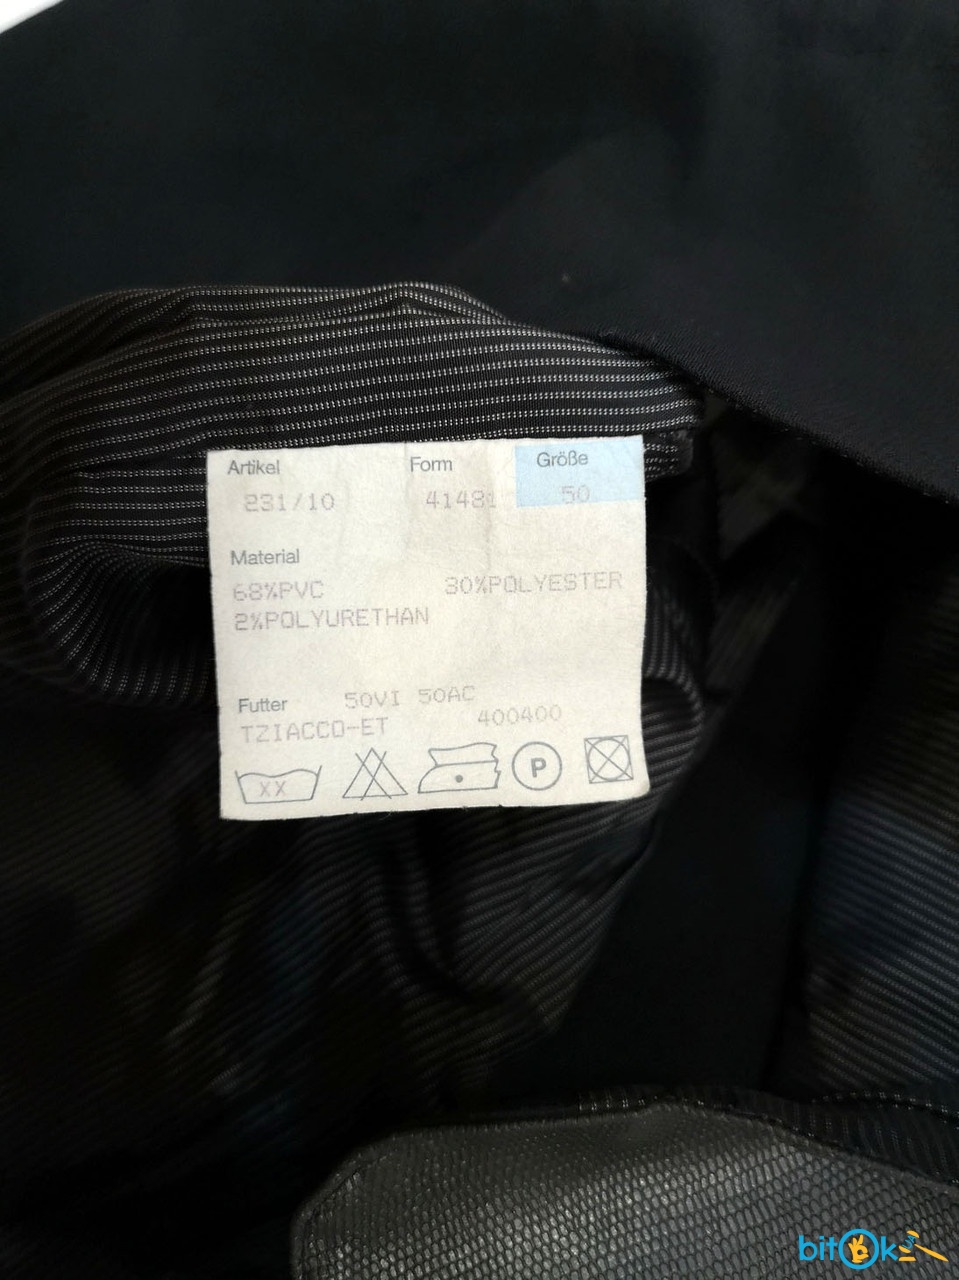 Artikel Form Größe
231/10 41481 50
Material
68%PVC 30%POLYESTER
2%POLYURETHAN
Futter 50VI 50AC
TZIACCO-ET 400400
XX P
bitOk